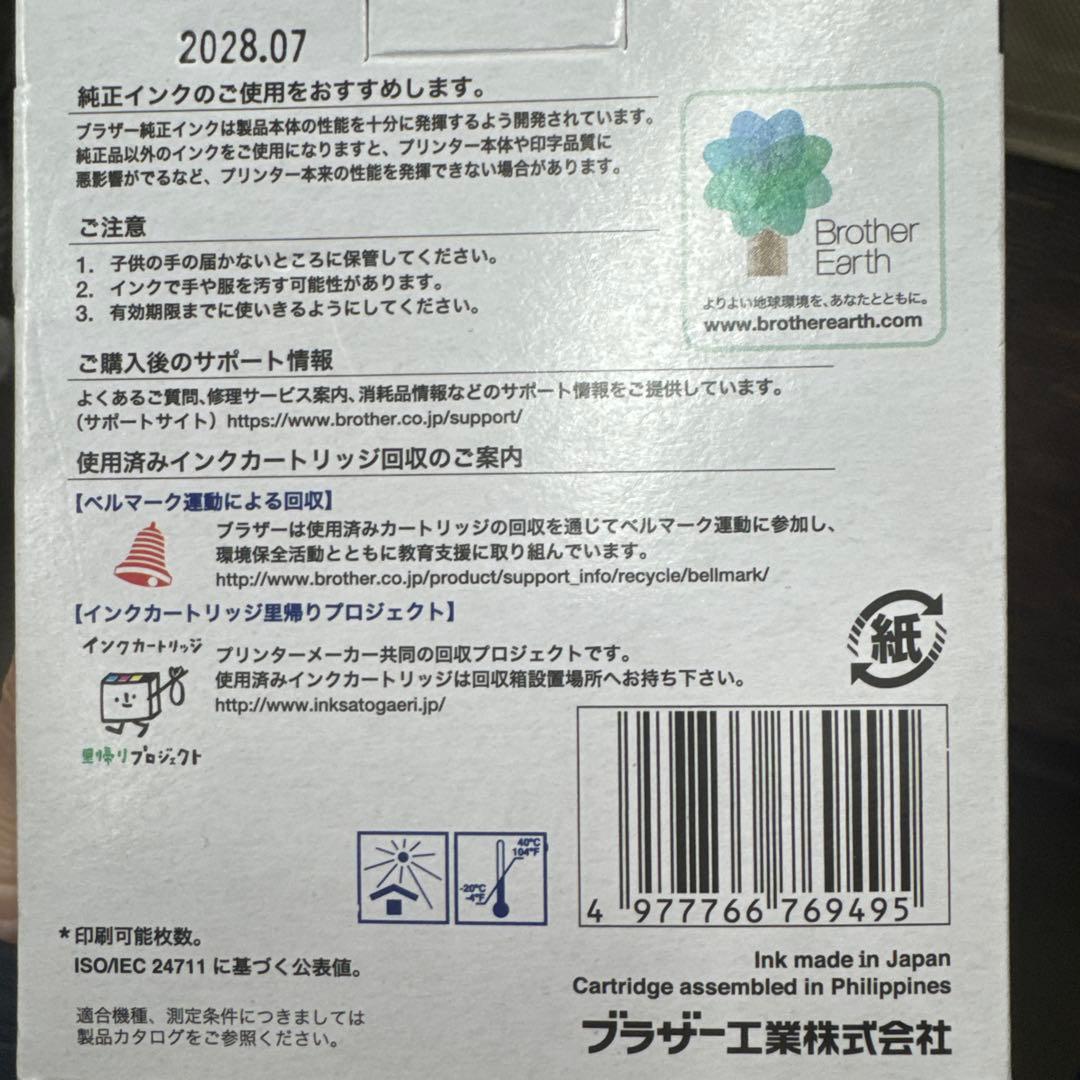 2028.07
純正インクのご使用をおすすめします。
ブラザー純正インクは製品本体の性能を十分に発揮するよう開発されています。
純正品以外のインクをご使用になりますと、プリンター本体や印字品質に
悪影響がでるなど、プリンター本来の性能を発揮できない場合があります。
Brother
Earth
よりよい地球環境を、あなたとともに。
www.brotherearth.com
ご注意
1. 子供の手の届かないところに保管してください。
2. インクで手や服を汚す可能性があります。
3. 有効期限までに使いきるようにしてください。
ご購入後のサポート情報
よくあるご質問、修理サービス案内、消耗品情報などのサポート情報をご提供しています。
（サポートサイト）https://www.brother.co.jp/support/
使用済みインクカートリッジ回収のご案内
【ベルマーク運動による回収】
ブラザーは使用済みカートリッジの回収を通じてベルマーク運動に参加し、
環境保全活動とともに教育支援に取り組んでいます。
http://www.brother.co.jp/product/support_info/recycle/bellmark/
【インクカートリッジ里帰りプロジェクト】
インクカートリッジ
里帰りプロジェクト
プリンターメーカー共同の回収プロジェクトです。
使用済みインクカートリッジは回収箱設置場所へお持ち下さい。
http://www.inksatogaeri.jp/
紙
40℃
104°F
-20℃
-4°F
4 977766 769495
*印刷可能枚数。
ISO/IEC 24711 に基づく公表値。
適合機種、測定条件につきましては
製品カタログをご参照ください。
Ink made in Japan
Cartridge assembled in Philippines
ブラザー工業株式会社